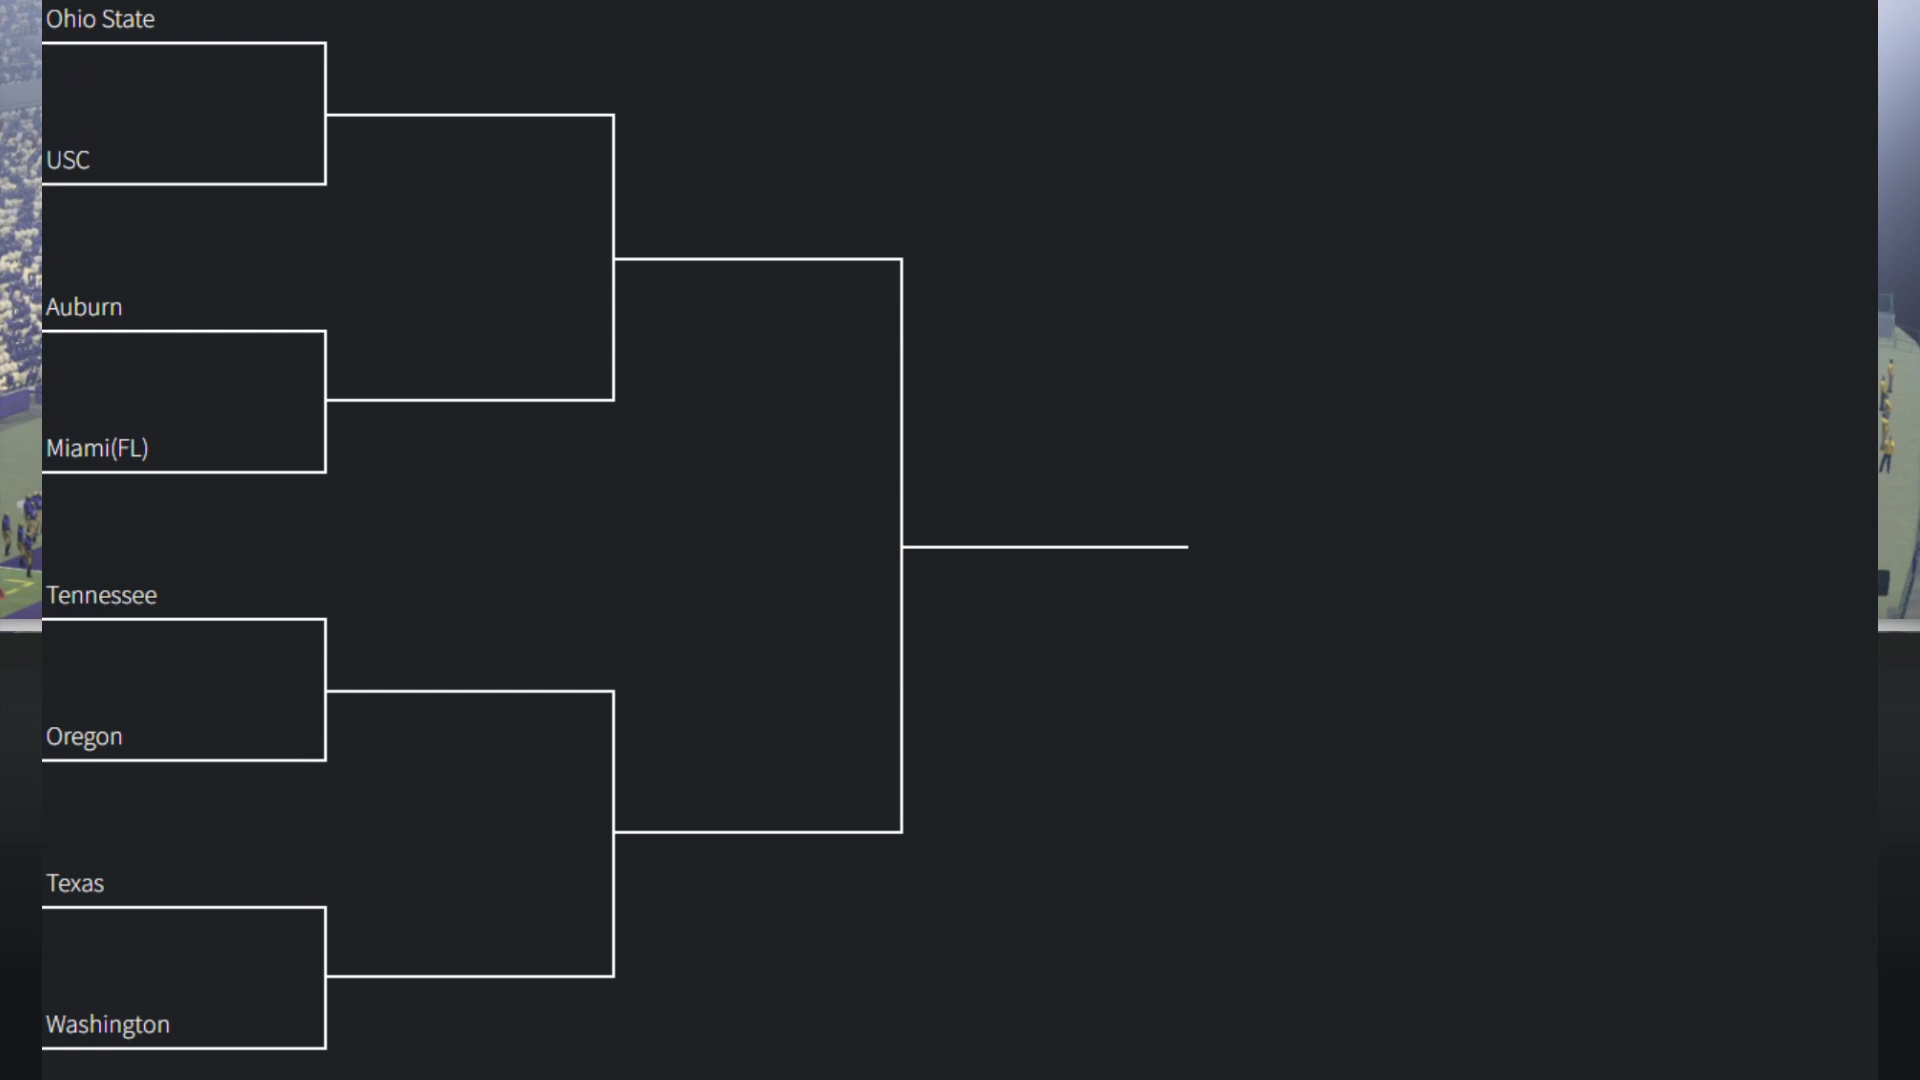 Ohio State
USC
Auburn
Miami(FL)
Tennessee
Oregon
Texas
Washington